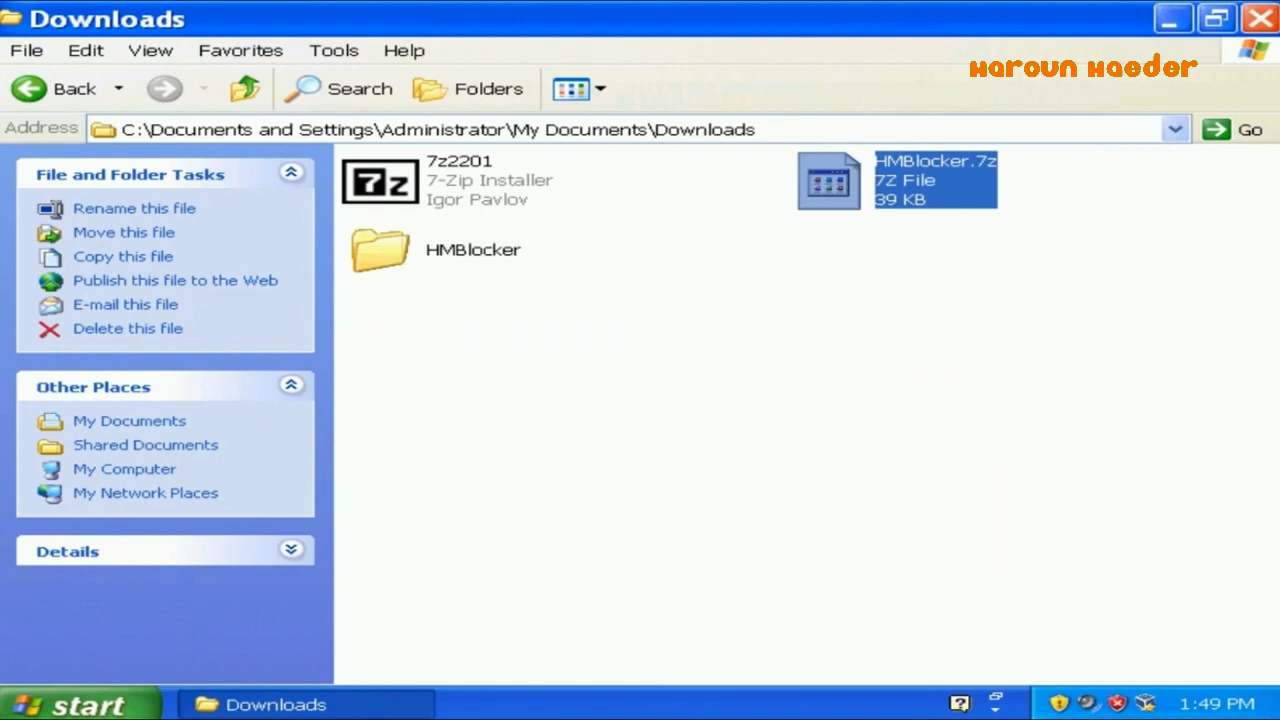 Downloads
File Edit View Favorites Tools Help
Haroun Haeder
Back Search Folders
Address C:\Documents and Settings\Administrator\My Documents\Downloads Go
File and Folder Tasks
Rename this file
Move this file
Copy this file
Publish this file to the Web
E-mail this file
Delete this file
Other Places
My Documents
Shared Documents
My Computer
My Network Places
Details
7z
7z2201
7-Zip Installer
Igor Pavlov
HMBlocker.7z
7Z File
39 KB
HMBlocker
start Downloads 1:49 PM